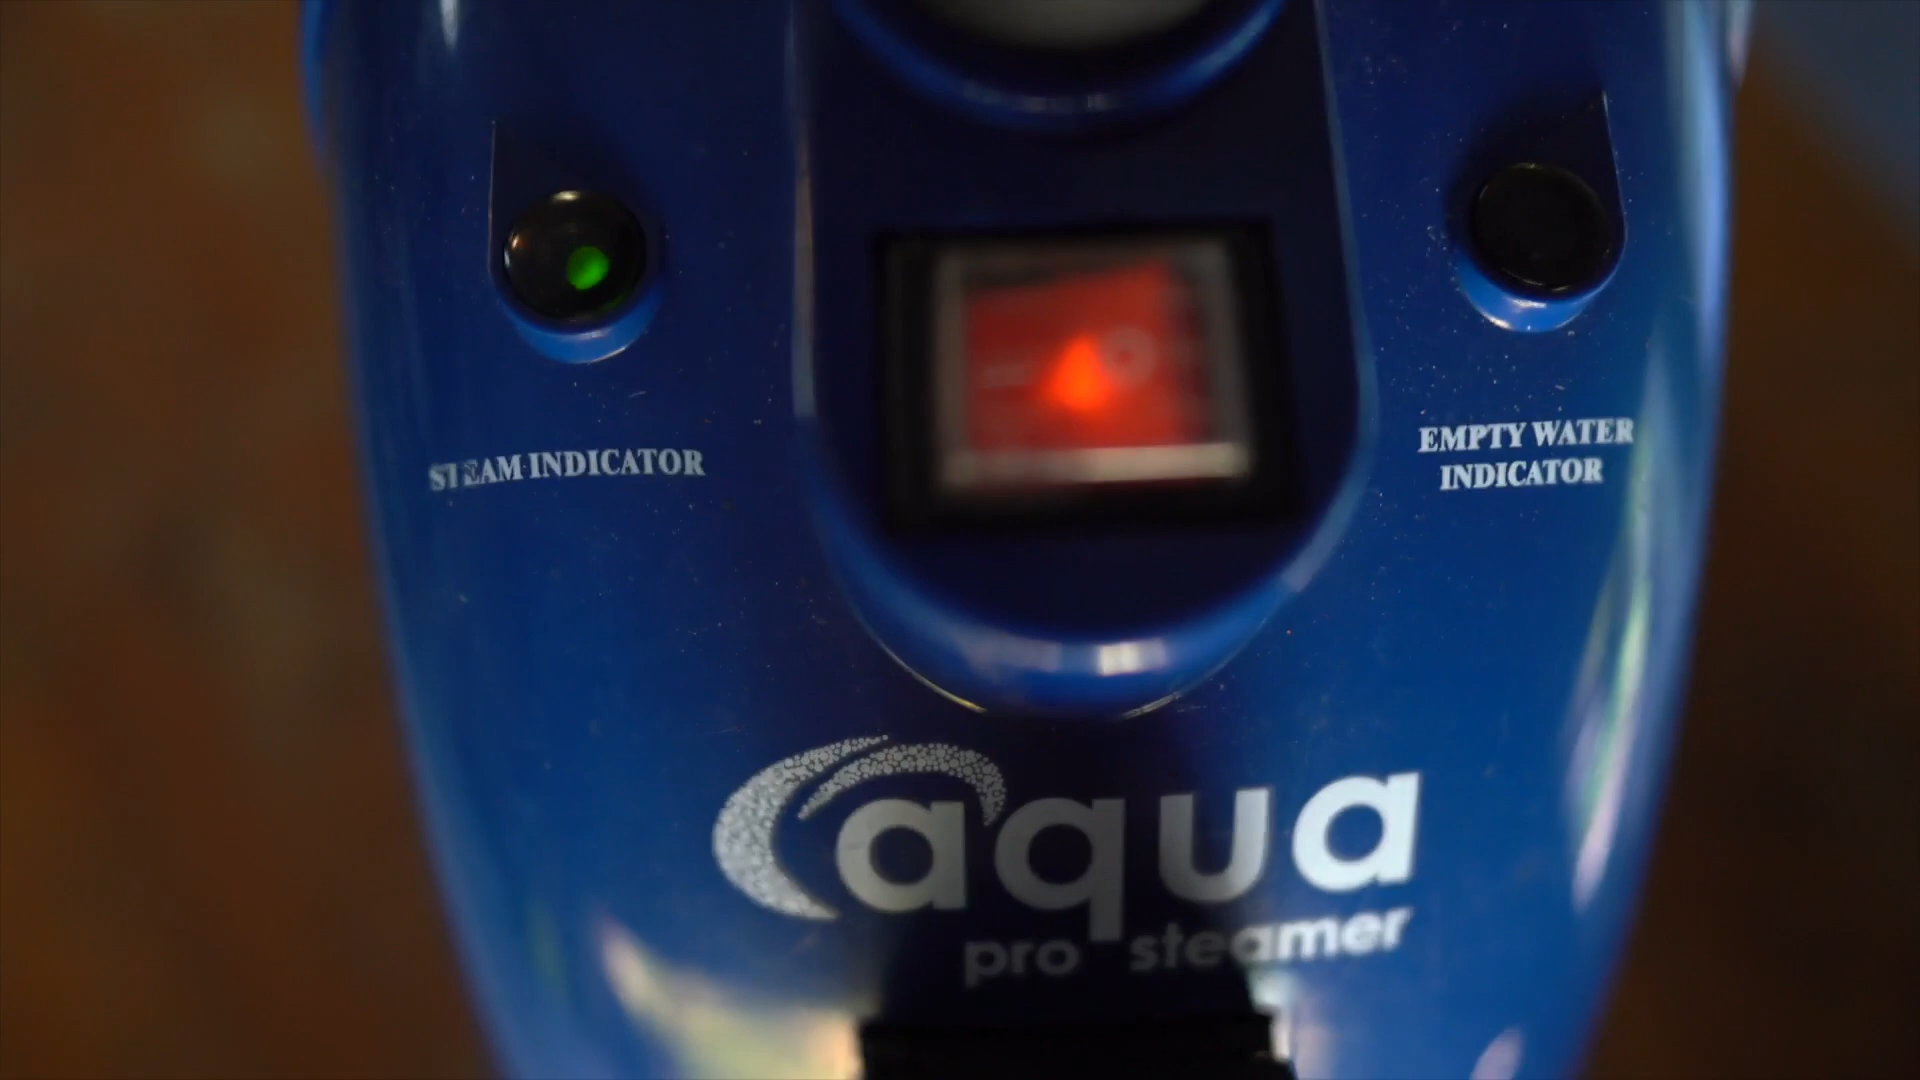 STEAM INDICATOR
EMPTY WATER
INDICATOR
aqua
pro steamer